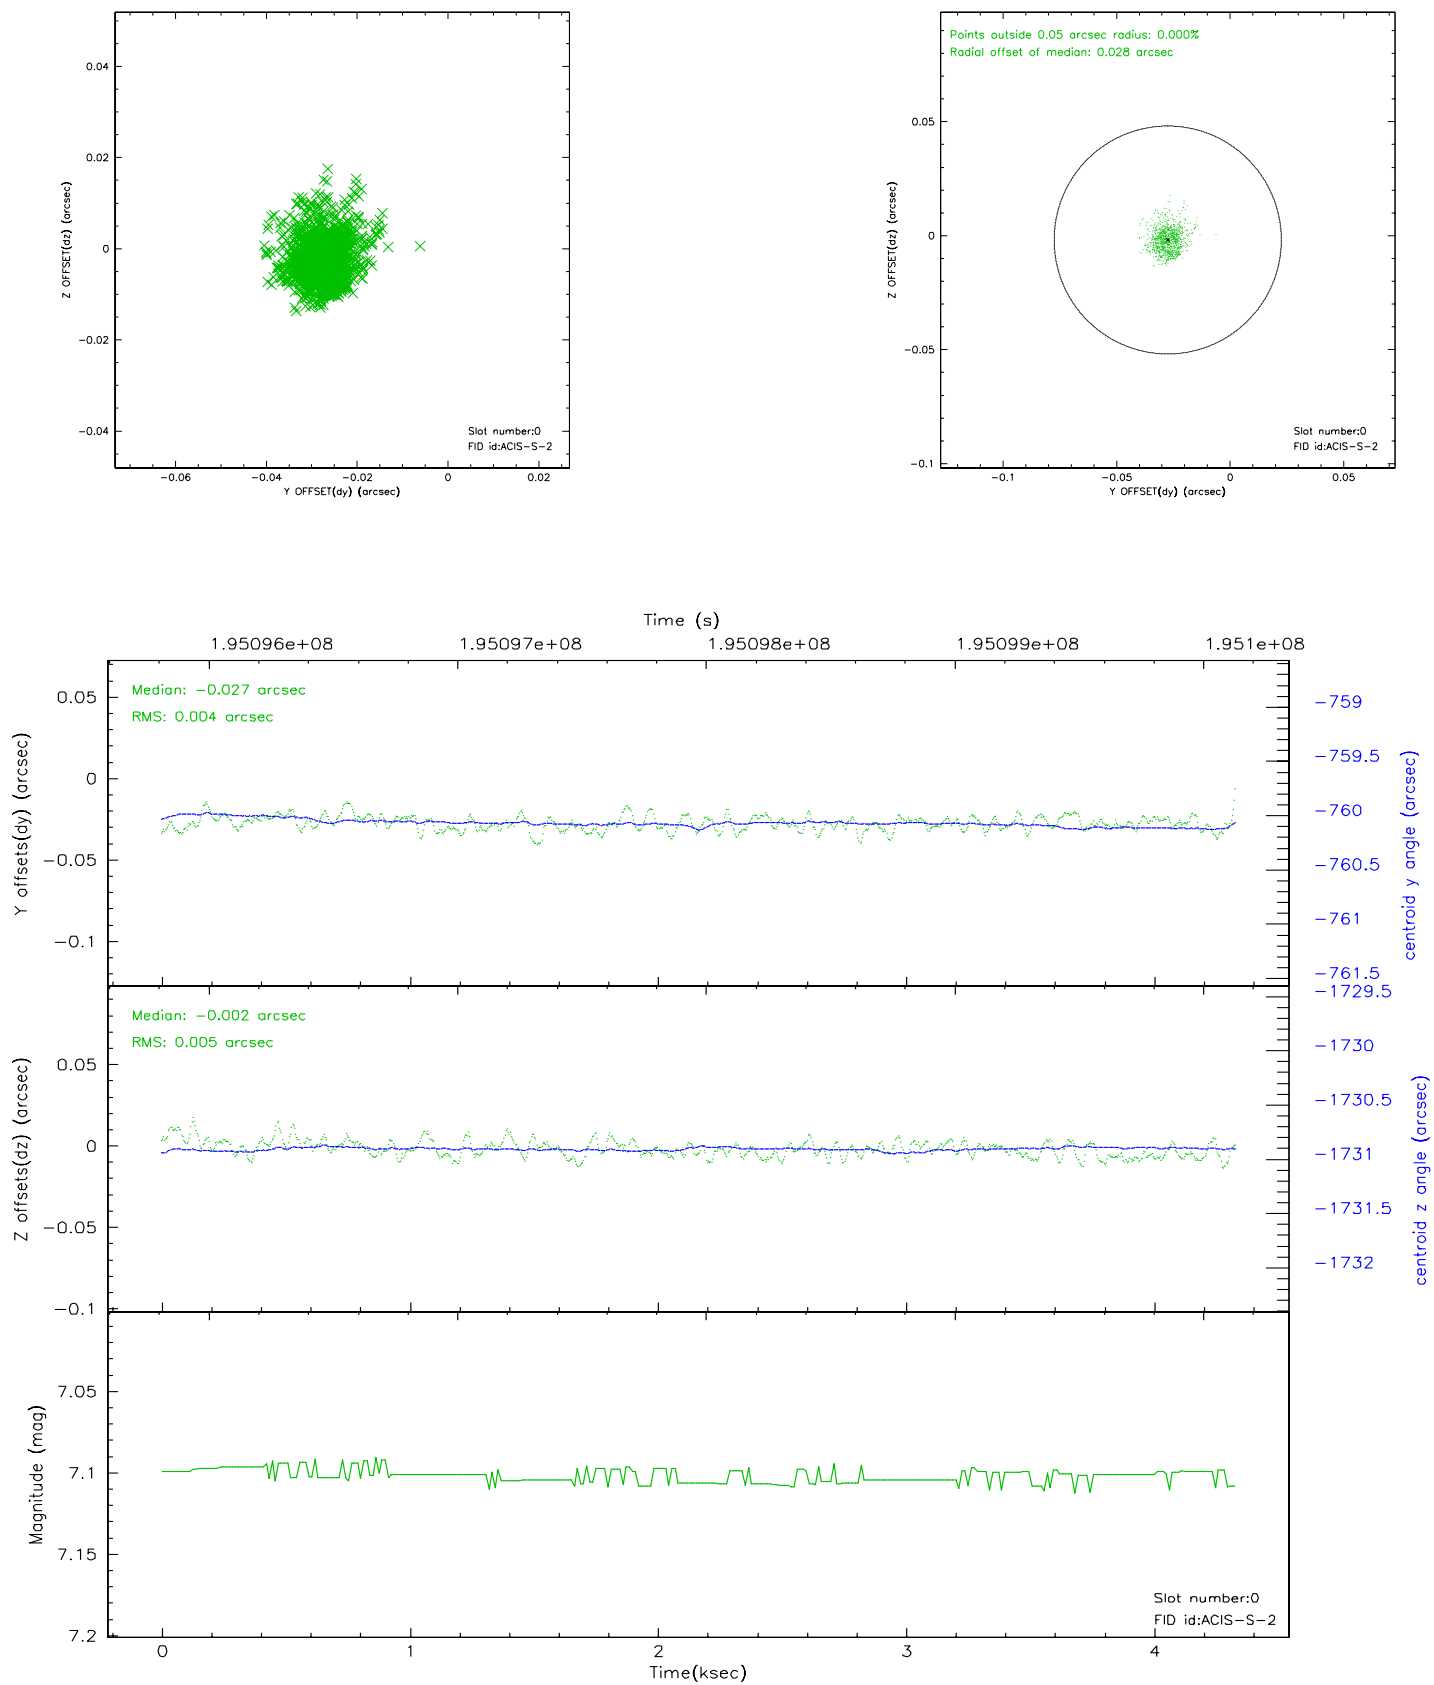 0.04
0.02
0
-0.02
-0.04
Z OFFSET(dz) (arcsec)
Slot number:0
FID id:ACIS-S-2
-0.06
-0.04
-0.02
0
0.02
Y OFFSET(dy) (arcsec)
Points outside 0.05 arcsec radius: 0.000%
Radial offset of median: 0.028 arcsec
0.05
0
-0.05
-0.1
Z OFFSET(dz) (arcsec)
Slot number:0
FID id:ACIS-S-2
-0.1
-0.05
0
0.05
Y OFFSET(dy) (arcsec)
Time (s)
1.95096e+08
1.95097e+08
1.95098e+08
1.95099e+08
1.951e+08
Median: -0.027 arcsec
RMS: 0.004 arcsec
0.05
0
-0.05
-0.1
Y offsets(dy) (arcsec)
-759
-759.5
-760
-760.5
-761
-761.5
centroid y angle (arcsec)
Median: -0.002 arcsec
RMS: 0.005 arcsec
0.05
0
-0.05
-0.1
Z offsets(dz) (arcsec)
-1729.5
-1730
-1730.5
-1731
-1731.5
-1732
centroid z angle (arcsec)
7.05
7.1
7.15
7.2
Magnitude (mag)
Slot number:0
FID id:ACIS-S-2
0
1
2
3
4
Time(ksec)